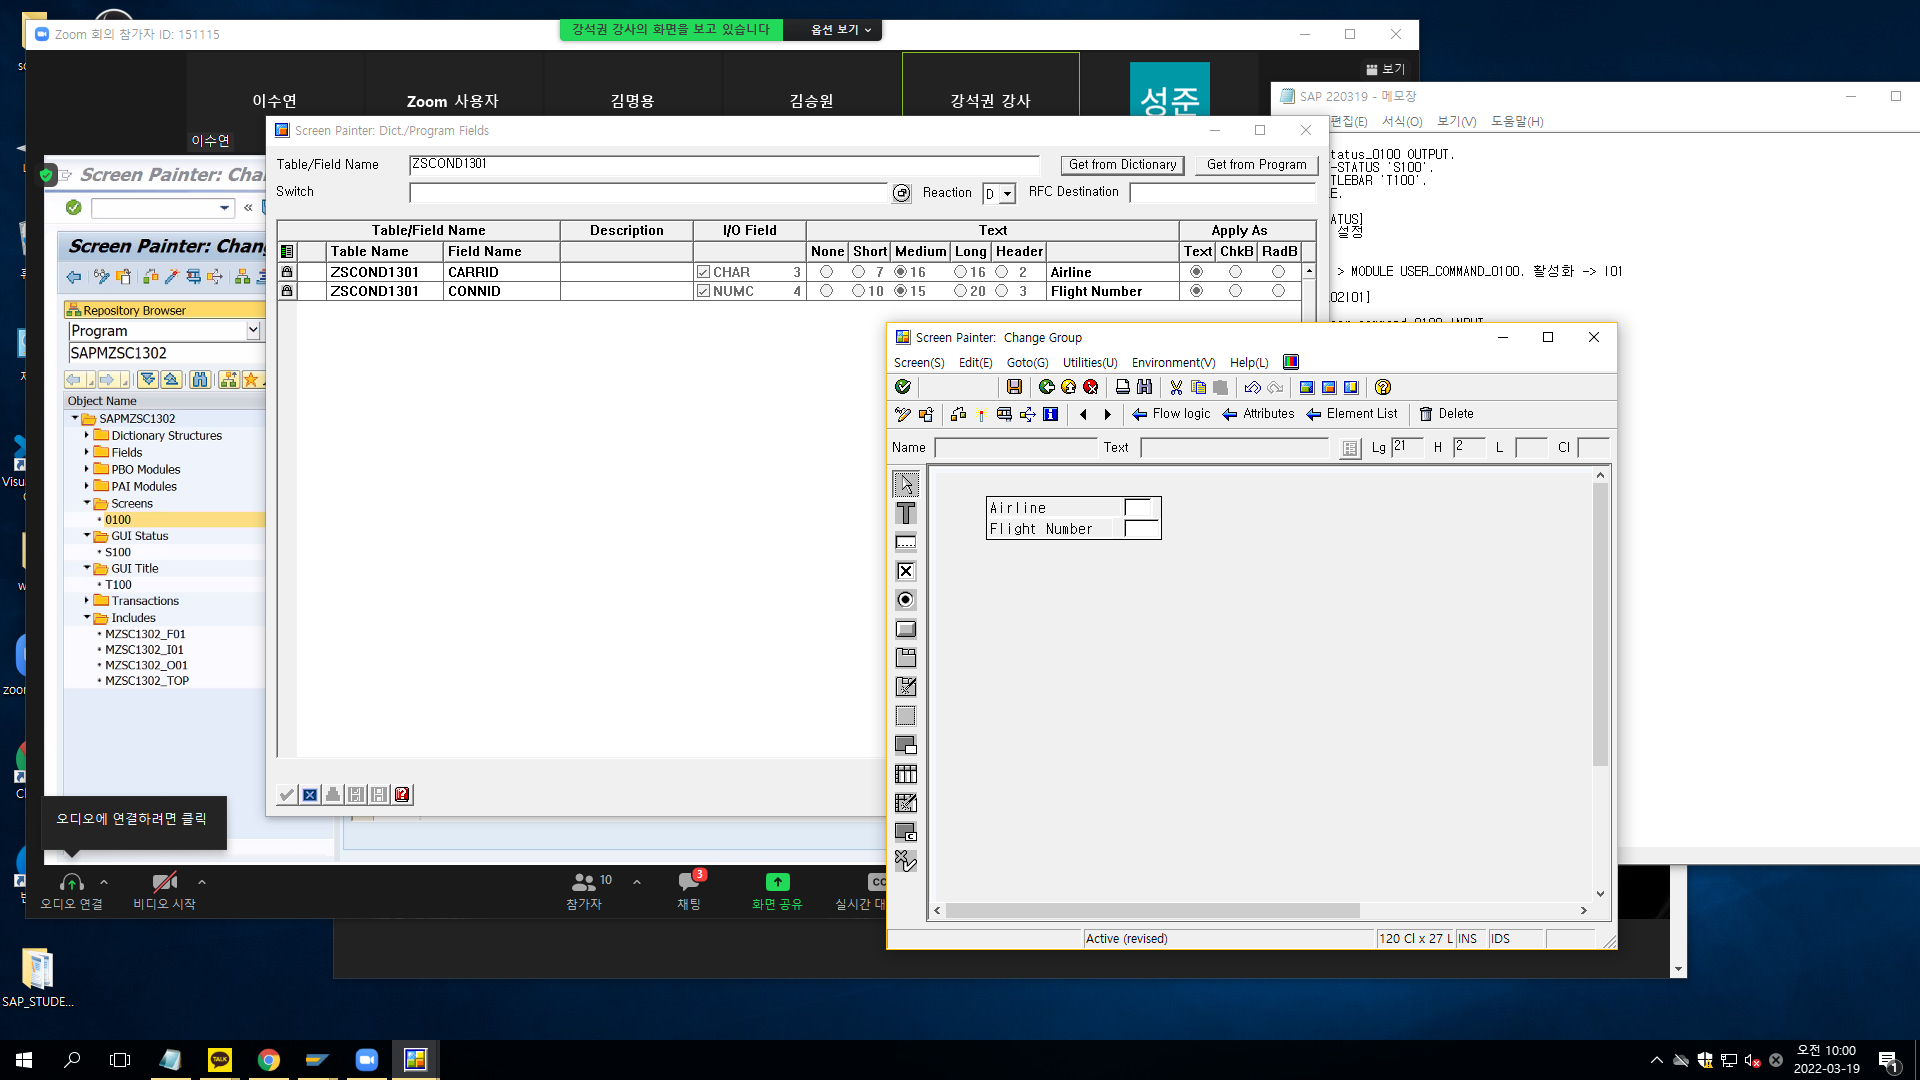 Zoom 회의 참가자 ID: 151115
강석권 강사의 화면을 보고 있습니다
옵션 보기
보기
이수연
Zoom 사용자
김명용
김승원
강석권 강사
성준
이수연
SAP 220319 - 메모장
편집(E) 서식(O) 보기(V) 도움말(H)
tatus_0100 OUTPUT.
-STATUS 'S100'.
TLEBAR 'T100'.
E.
ATUS]
설정
> MODULE USER_COMMAND_0100. 활성화 -> I01
02I01]
Screen Painter: Dict./Program Fields
Table/Field Name ZSCOND1301 Get from Dictionary Get from Program
Switch Reaction D RFC Destination
Table/Field Name Description I/O Field Text Apply As
Table Name Field Name None Short Medium Long Header Text ChkB RadB
ZSCOND1301 CARRID CHAR 3 7 16 16 2 Airline
ZSCOND1301 CONNID NUMC 4 10 15 20 3 Flight Number
Screen Painter: Cha
Screen Painter: Chang
Repository Browser
Program
SAPMZSC1302
Object Name
SAPMZSC1302
Dictionary Structures
Fields
PBO Modules
PAI Modules
Screens
0100
GUI Status
S100
GUI Title
T100
Transactions
Includes
MZSC1302_F01
MZSC1302_I01
MZSC1302_O01
MZSC1302_TOP
Screen Painter: Change Group
Screen(S) Edit(E) Goto(G) Utilities(U) Environment(V) Help(L)
Flow logic Attributes Element List Delete
Name Text Lg 21 H 2 L Cl
Airline
Flight Number
Active (revised) 120 Cl x 27 L INS IDS
오디오에 연결하려면 클릭
오디오 연결
비디오 시작
10
참가자
3
채팅
화면 공유
실시간 대
SAP_STUDE...
TALK
오전 10:00
2022-03-19
1